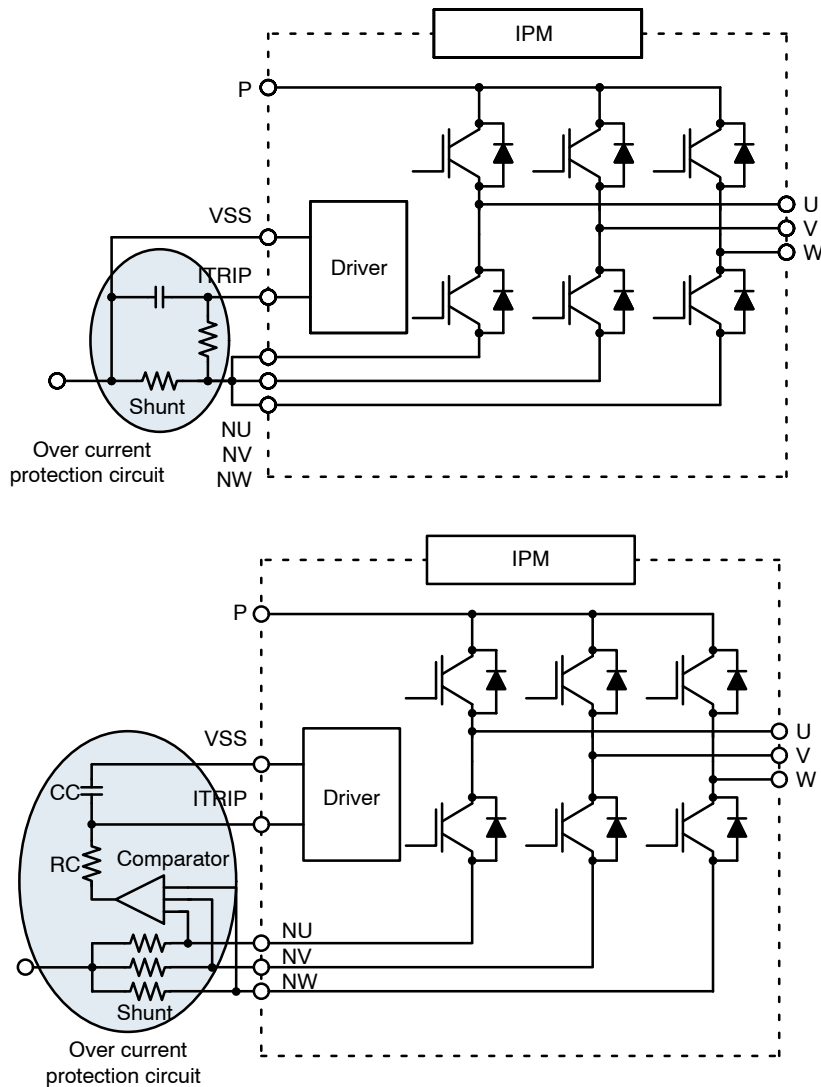 IPM
P
U
VSS
V
W
ITRIP
Driver
Shunt
Over current
protection circuit
NU
NV
NW
IPM
P
U
VSS
V
W
CC
ITRIP
Driver
RC
Comparator
NU
NV
NW
Shunt
Over current
protection circuit